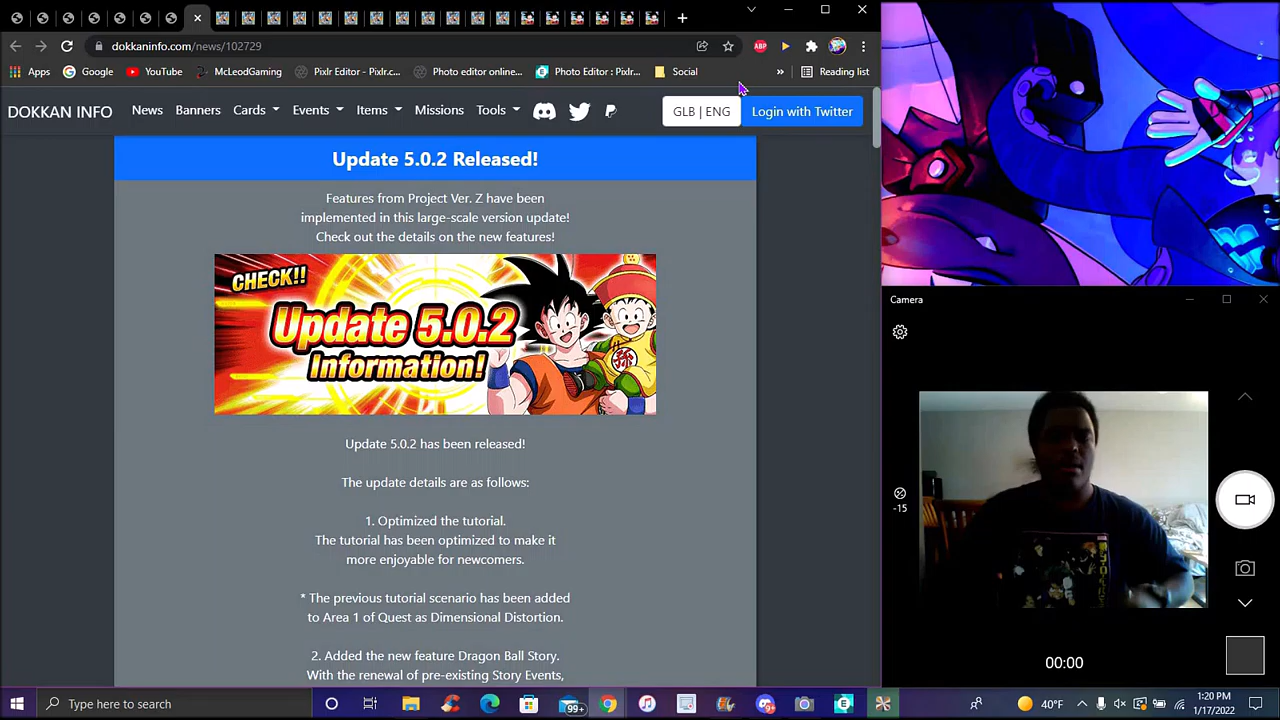 dokkaninfo.com/news/102729
ABP
Apps Google YouTube McLeodGaming Pixlr Editor - Pixlr.c... Photo editor online... Photo Editor : Pixlr... Social » Reading list
DOKKAN INFO News Banners Cards Events Items Missions Tools GLB | ENG Login with Twitter
Update 5.0.2 Released!
Features from Project Ver. Z have been
implemented in this large-scale version update!
Check out the details on the new features!
CHECK!!
Update 5.0.2
Information!
Update 5.0.2 has been released!
The update details are as follows:
1. Optimized the tutorial.
The tutorial has been optimized to make it
more enjoyable for newcomers.
* The previous tutorial scenario has been added
to Area 1 of Quest as Dimensional Distortion.
2. Added the new feature Dragon Ball Story.
With the renewal of pre-existing Story Events,
Camera
-15
00:00
Type here to search
99+
40°F
1:20 PM
1/17/2022